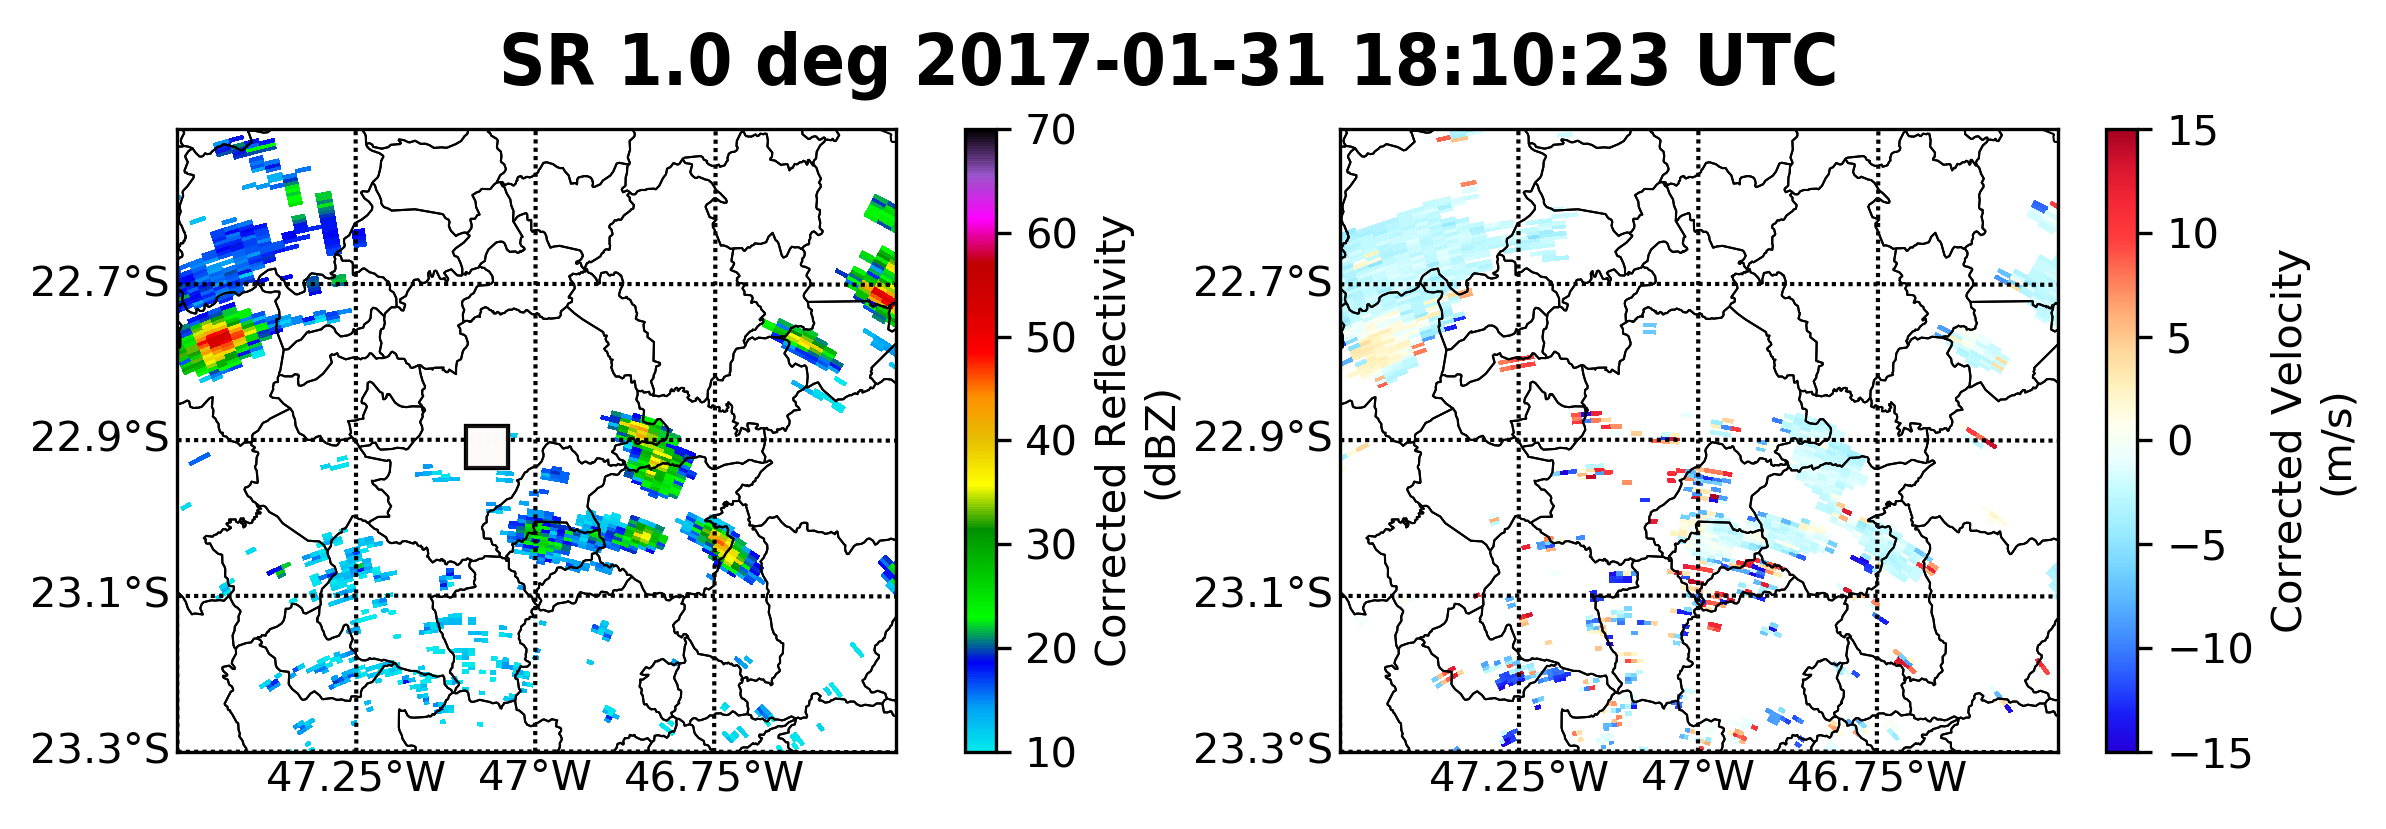 SR 1.0 deg 2017-01-31 18:10:23 UTC
22.7°S
22.9°S
23.1°S
23.3°S
47.25°W 47°W 46.75°W
70
60
50
40
30
20
10
Corrected Reflectivity
(dBZ)
22.7°S
22.9°S
23.1°S
23.3°S
47.25°W 47°W 46.75°W
15
10
5
0
−5
−10
−15
Corrected Velocity
(m/s)